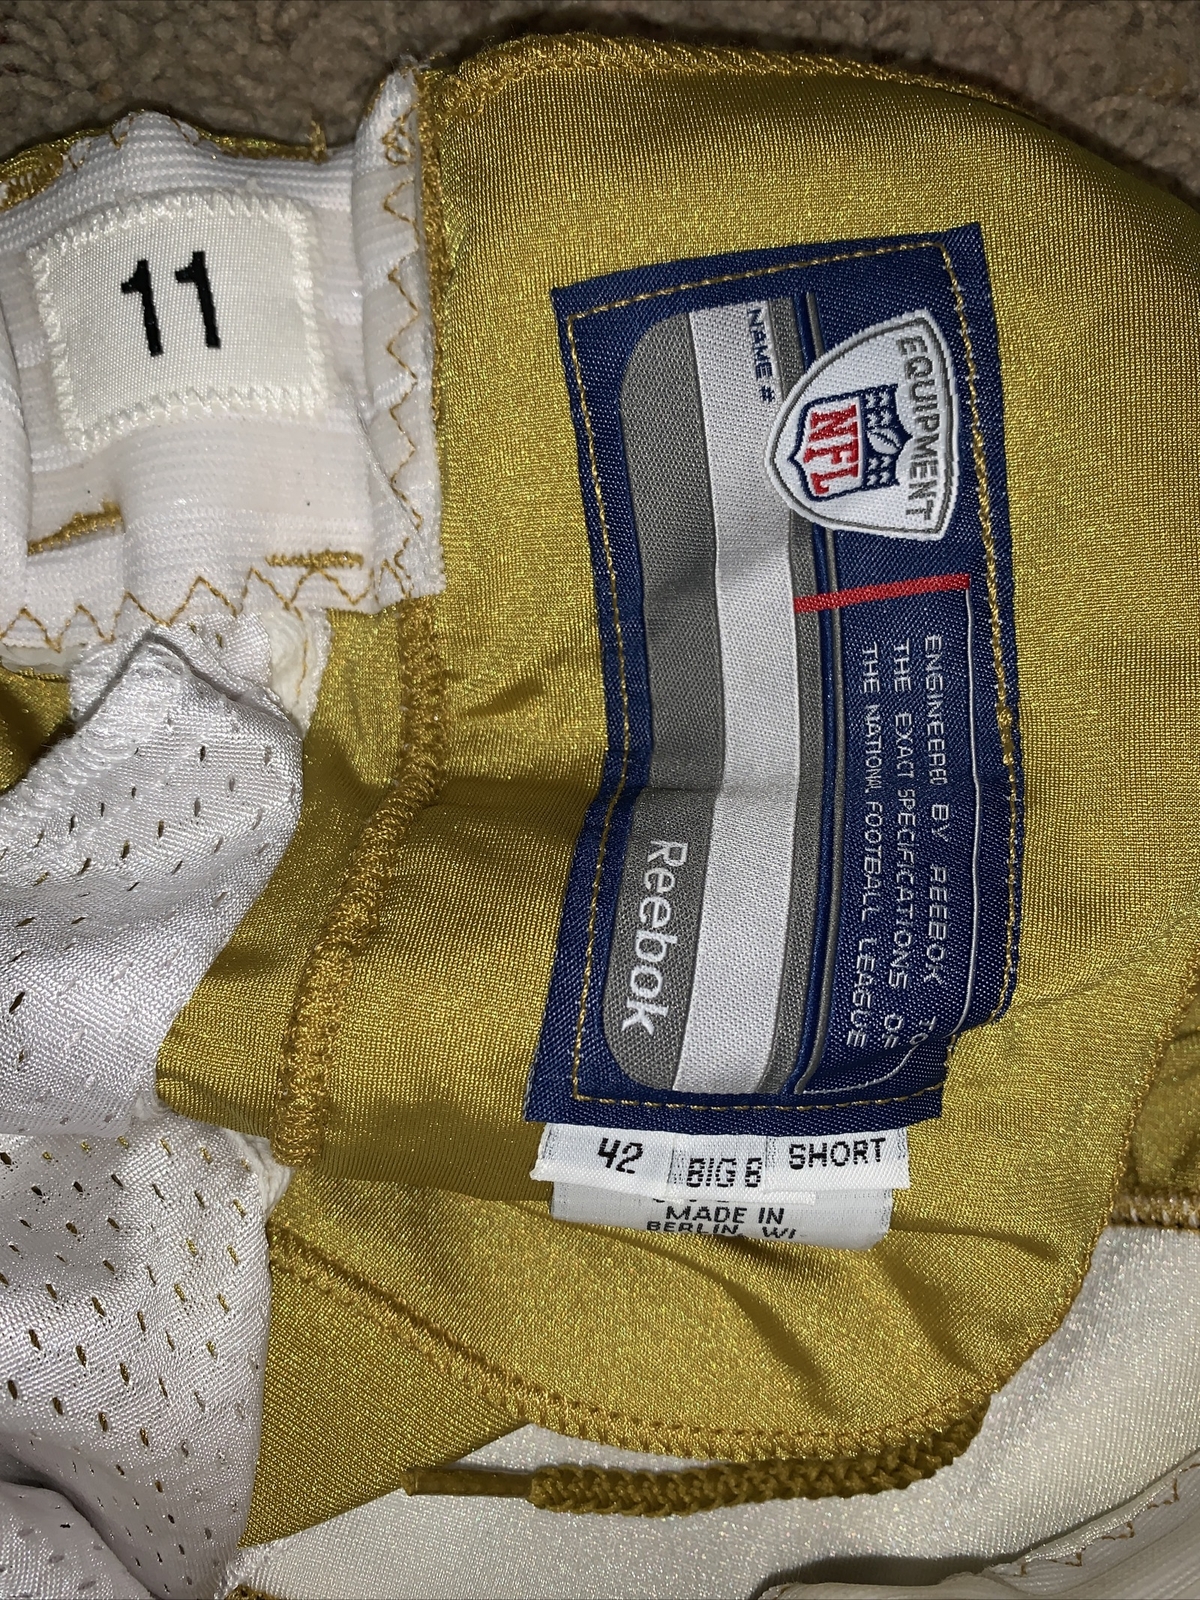 11
NAME #
EQUIPMENT
NFL
ENGINEERED BY REEBOK TO
THE EXACT SPECIFICATIONS OF
THE NATIONAL FOOTBALL LEAGUE
Reebok
42 BIG B SHORT
MADE IN
BERLIN, WI